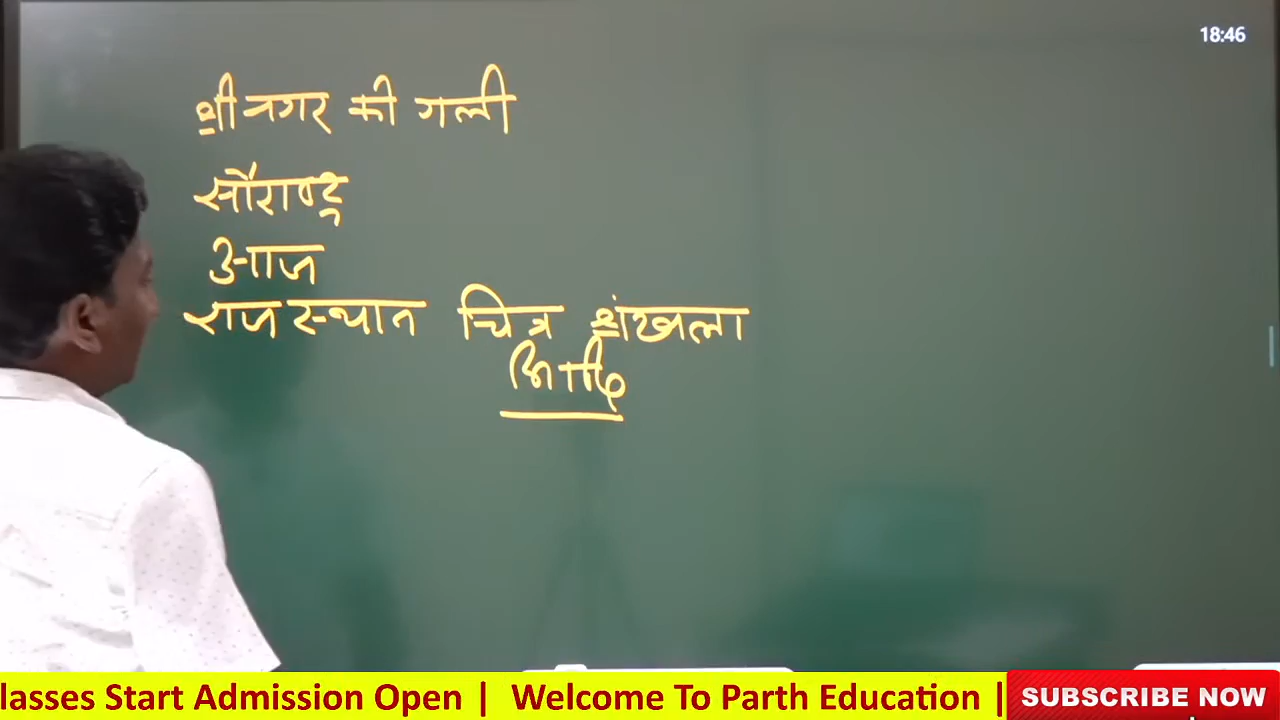 18:46
श्रीनगर की गली
सौराष्ट्र
आज
राजस्थान चित्र श्रंखला
आदि
lasses Start Admission Open | Welcome To Parth Education |
SUBSCRIBE NOW